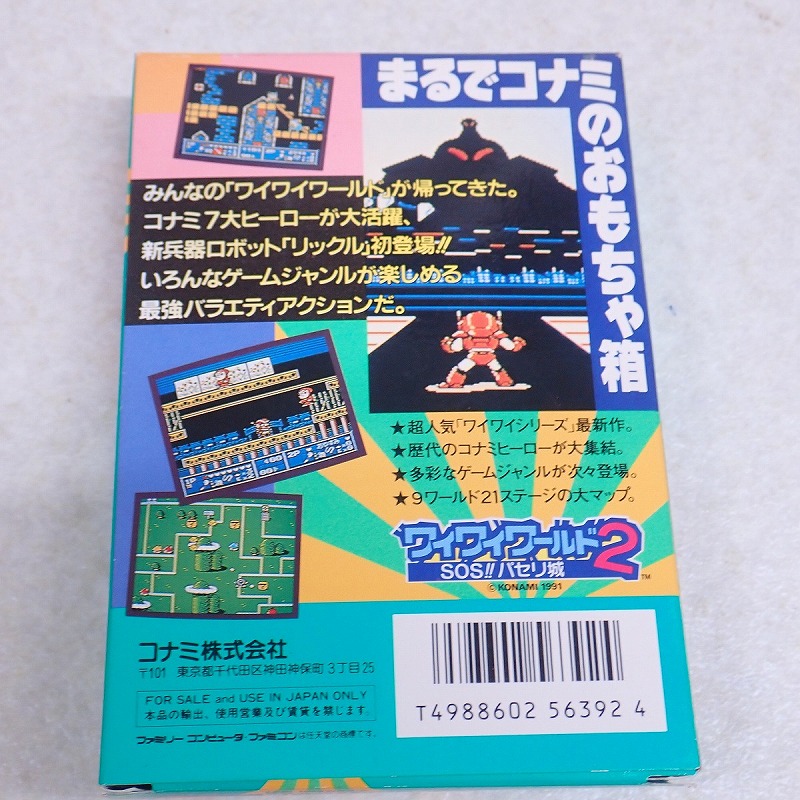 まるでコナミのおもちゃ箱
みんなの「ワイワイワールド」が帰ってきた。
コナミ7大ヒーローが大活躍、
新兵器ロボット「リックル」初登場!!
いろんなゲームジャンルが楽しめる
最強バラエティアクションだ。
★超人気「ワイワイシリーズ」最新作。
★歴代のコナミヒーローが大集結。
★多彩なゲームジャンルが次々登場。
★9ワールド21ステージの大マップ。
ワイワイワールド2
SOS!! パセリ城
TM
© KONAMI 1991
コナミ株式会社
〒101 東京都千代田区神田神保町3丁目25
FOR SALE and USE IN JAPAN ONLY
本品の輸出、使用営業及び賃貸を禁じます。
ファミリーコンピュータ・ファミコンは任天堂の商標です。
T4988602 56392 4